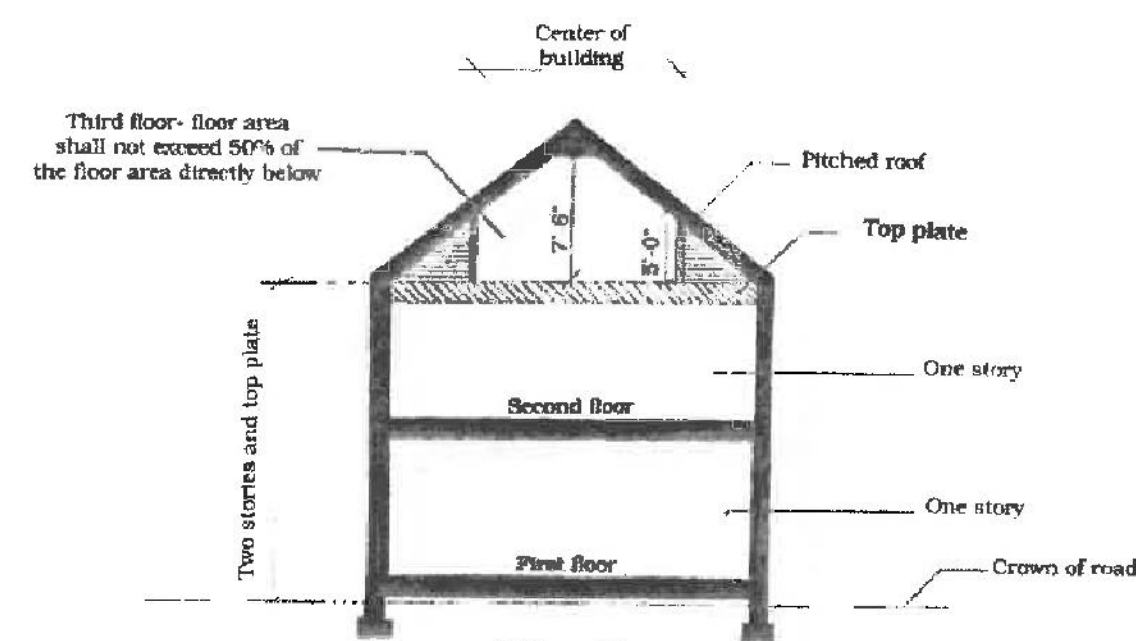 Center of
building
Third floor- floor area
shall not exceed 50% of
the floor area directly below
Pitched roof
Top plate
7' 6"
5'-0"
Two stories and top plate
One story
Second floor
One story
First floor
Crown of road